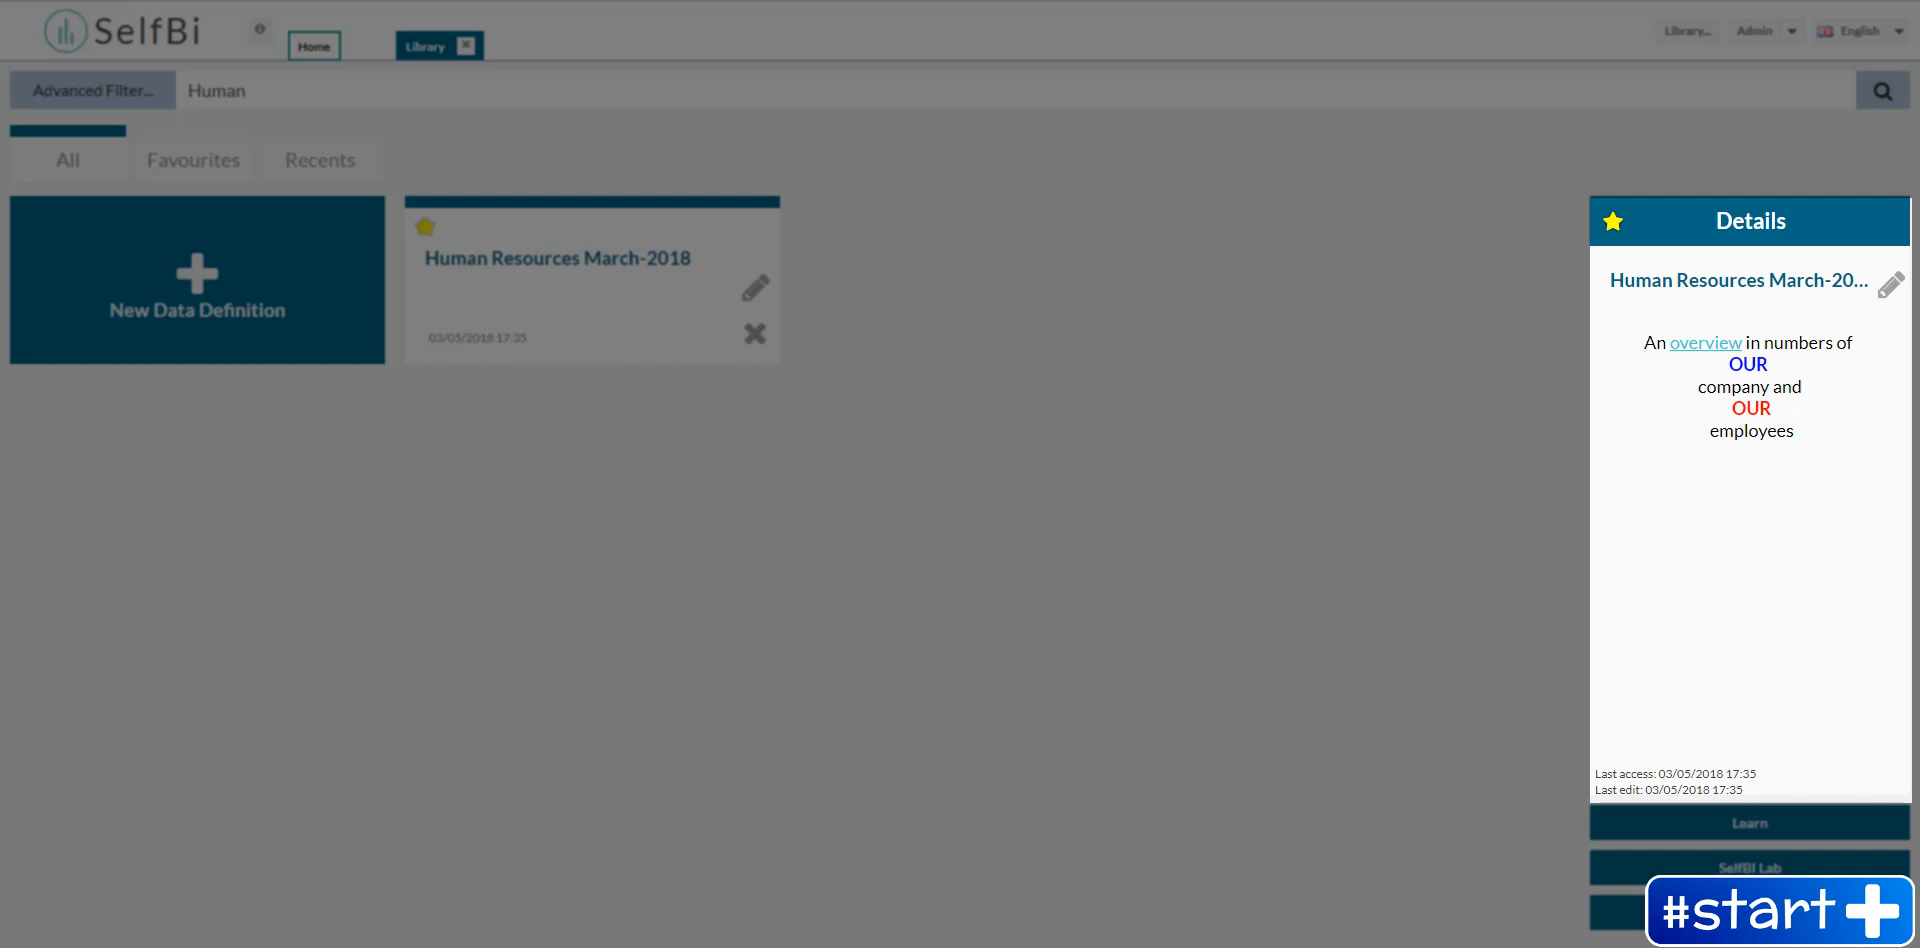 SelfBi
Home
Library
Library...
Admin
English
Advanced Filter...
Human
All
Favourites
Recents
New Data Definition
Human Resources March-2018
03/05/2018 17:35
Details
Human Resources March-20...
An overview in numbers of
OUR
company and
OUR
employees
Last access: 03/05/2018 17:35
Last edit: 03/05/2018 17:35
Learn
SelfBI Lab
#start+